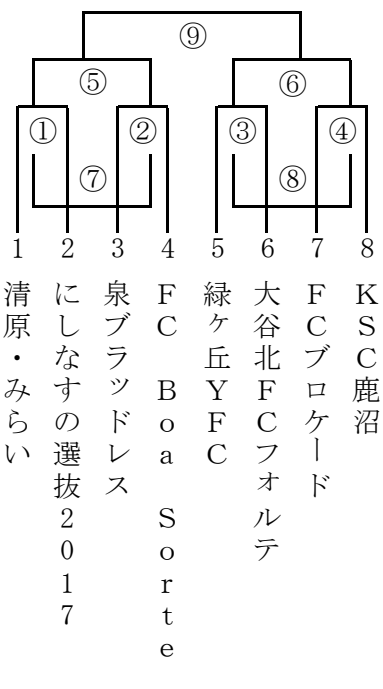 ⑨
⑤ ⑥
① ② ③ ④
⑦ ⑧
1 2 3 4 5 6 7 8
清原・みらい
にしなすの選抜2017
泉ブラッドレス
FC Boa Sorte
緑ヶ丘YFC
大谷北FCフォルテ
FCブロケード
KSC鹿沼